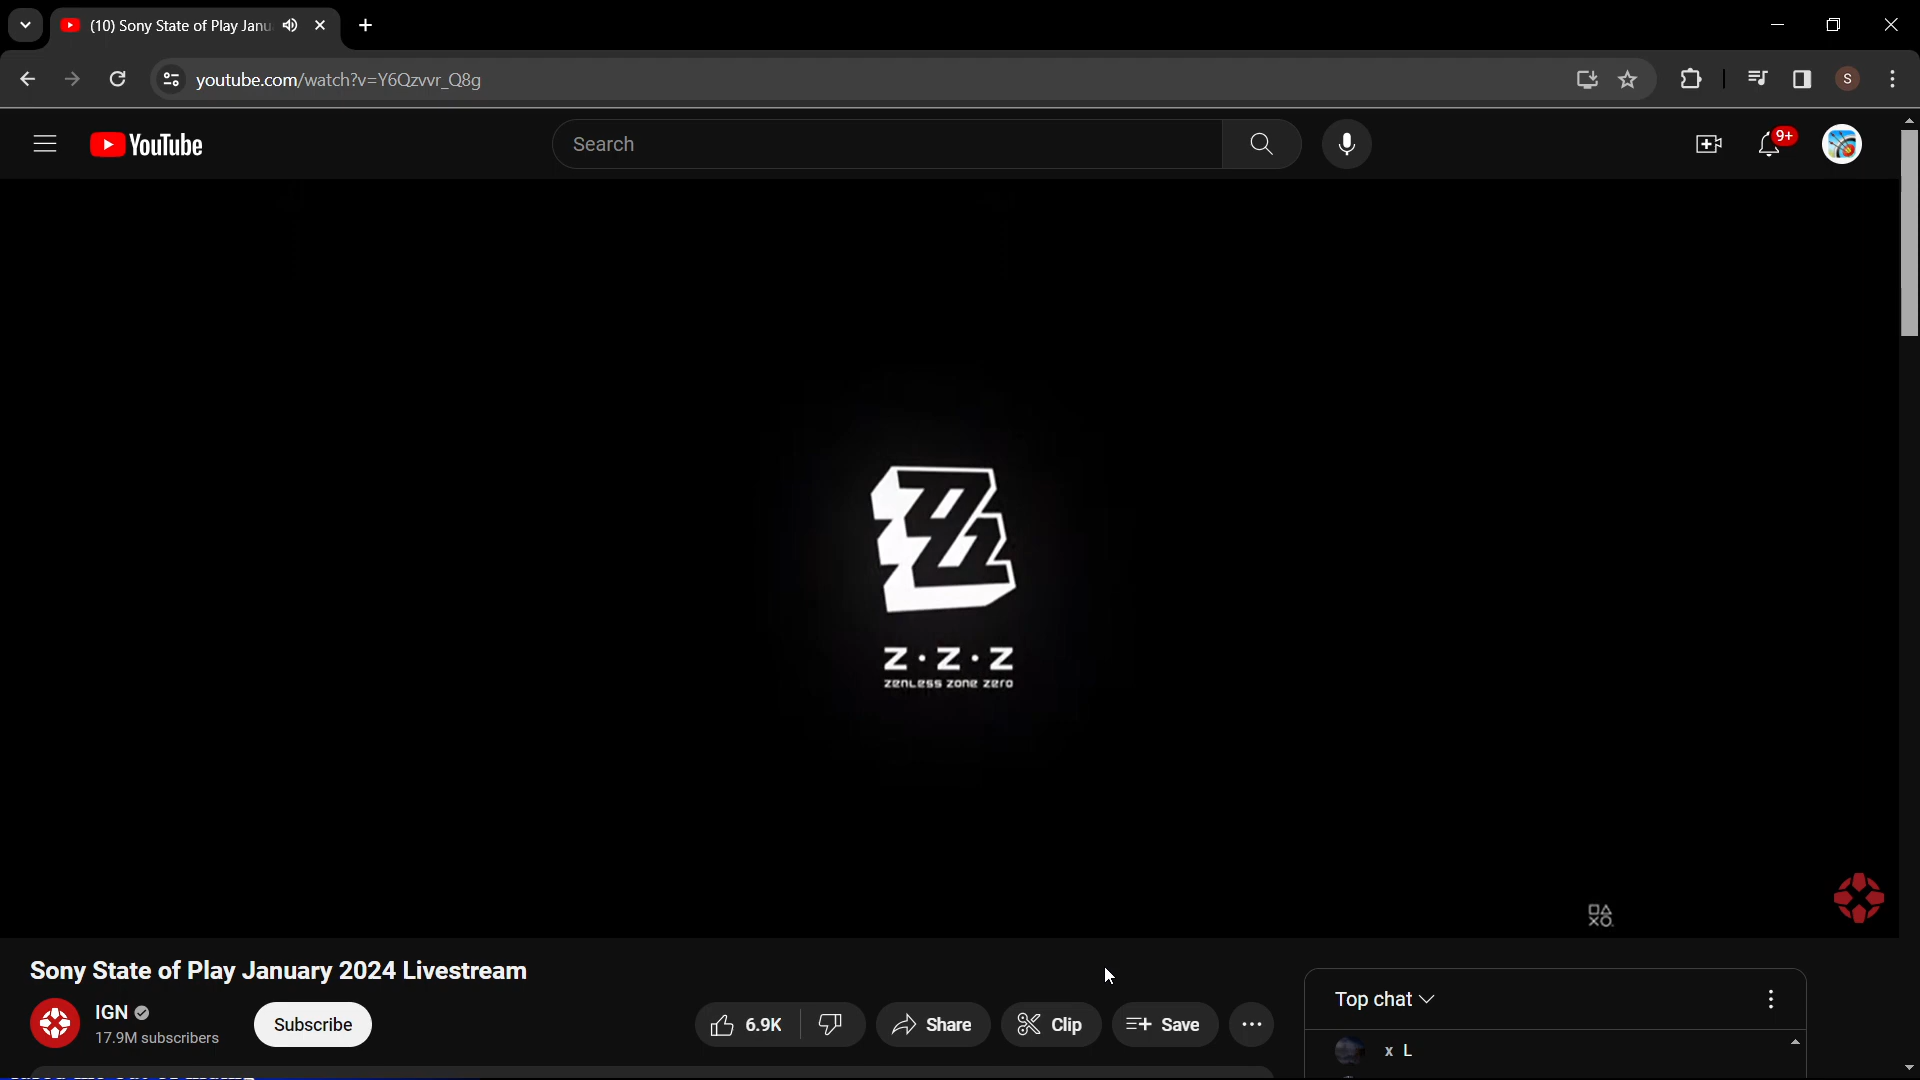 (10) Sony State of Play Janu
youtube.com/watch?v=Y6Qzvvr_Q8g
S
YouTube
Search
9+
Z·Z·Z
zenless zone zero
Sony State of Play January 2024 Livestream
IGN
17.9M subscribers
Subscribe
6.9K
Share
Clip
Save
Top chat
x L